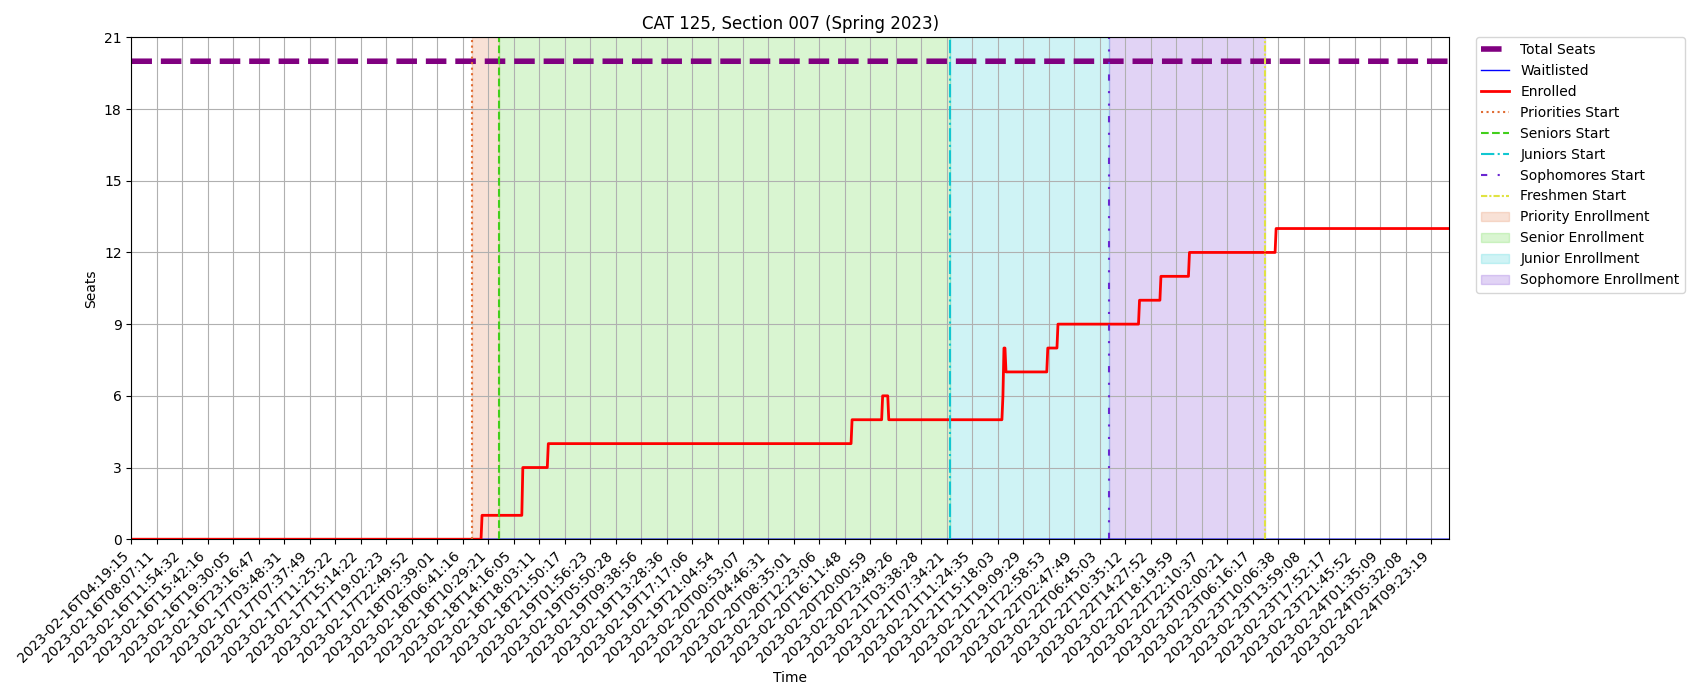 CAT 125, Section 007 (Spring 2023)
21
18
15
12
9
6
3
0
Seats
2023-02-16T04:19:15
2023-02-16T08:07:11
2023-02-16T11:54:32
2023-02-16T15:42:16
2023-02-16T19:30:05
2023-02-16T23:16:47
2023-02-17T03:48:31
2023-02-17T07:37:49
2023-02-17T11:25:22
2023-02-17T15:14:22
2023-02-17T19:02:23
2023-02-17T22:49:52
2023-02-18T02:39:01
2023-02-18T06:41:16
2023-02-18T10:29:21
2023-02-18T14:16:05
2023-02-18T18:03:11
2023-02-18T21:50:17
2023-02-19T01:56:23
2023-02-19T05:50:28
2023-02-19T09:38:56
2023-02-19T13:28:36
2023-02-19T17:17:06
2023-02-19T21:04:54
2023-02-20T00:53:07
2023-02-20T04:46:31
2023-02-20T08:35:01
2023-02-20T12:23:06
2023-02-20T16:11:48
2023-02-20T20:00:59
2023-02-20T23:49:26
2023-02-21T03:38:28
2023-02-21T07:34:21
2023-02-21T11:24:35
2023-02-21T15:18:03
2023-02-21T19:09:29
2023-02-21T22:58:53
2023-02-22T02:47:49
2023-02-22T06:45:03
2023-02-22T10:35:12
2023-02-22T14:27:52
2023-02-22T18:19:59
2023-02-22T22:10:37
2023-02-23T02:00:21
2023-02-23T06:16:17
2023-02-23T10:06:38
2023-02-23T13:59:08
2023-02-23T17:52:17
2023-02-23T21:45:52
2023-02-24T01:35:09
2023-02-24T05:32:08
2023-02-24T09:23:19
Time
Total Seats
Waitlisted
Enrolled
Priorities Start
Seniors Start
Juniors Start
Sophomores Start
Freshmen Start
Priority Enrollment
Senior Enrollment
Junior Enrollment
Sophomore Enrollment